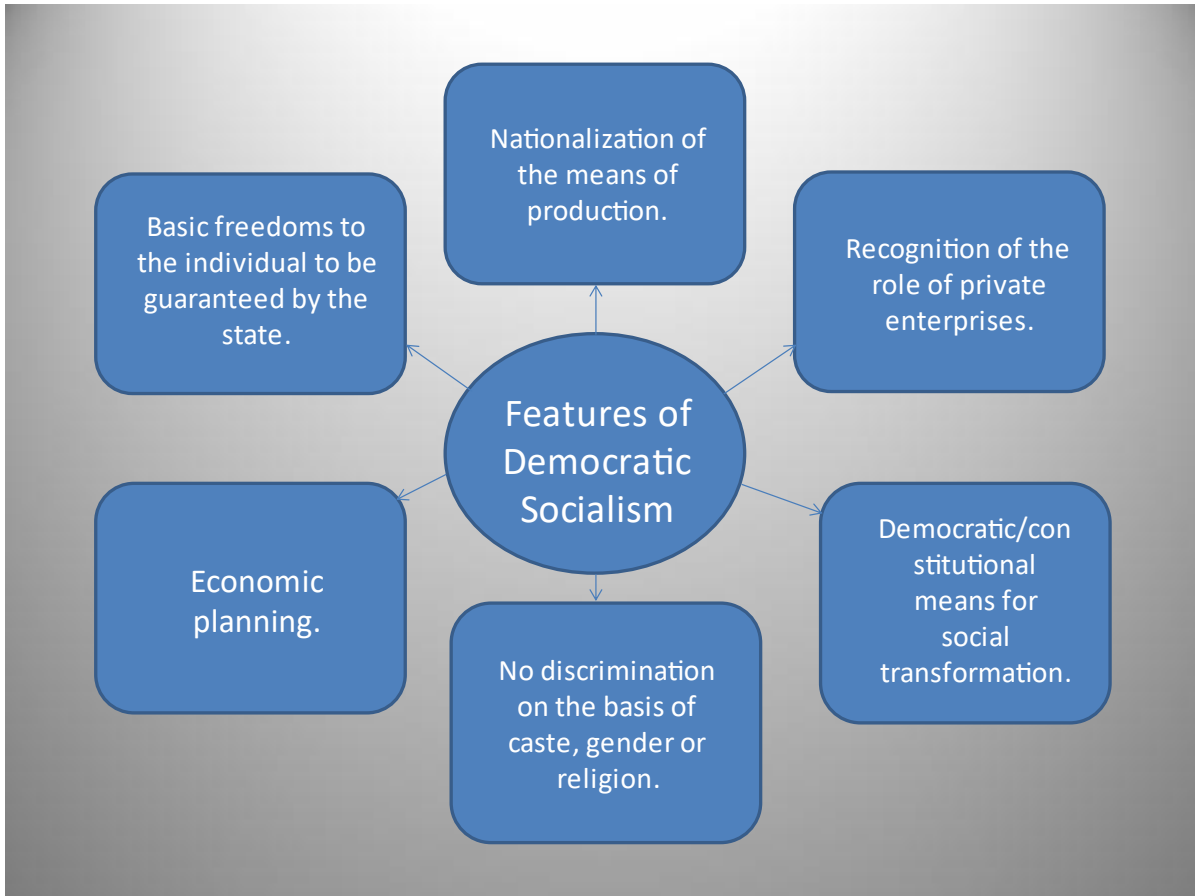 Nationalization of
the means of
production.
Basic freedoms to
the individual to be
guaranteed by the
state.
Recognition of the
role of private
enterprises.
Features of
Democratic
Socialism
Economic
planning.
Democratic/con
stitutional
means for
social
transformation.
No discrimination
on the basis of
caste, gender or
religion.